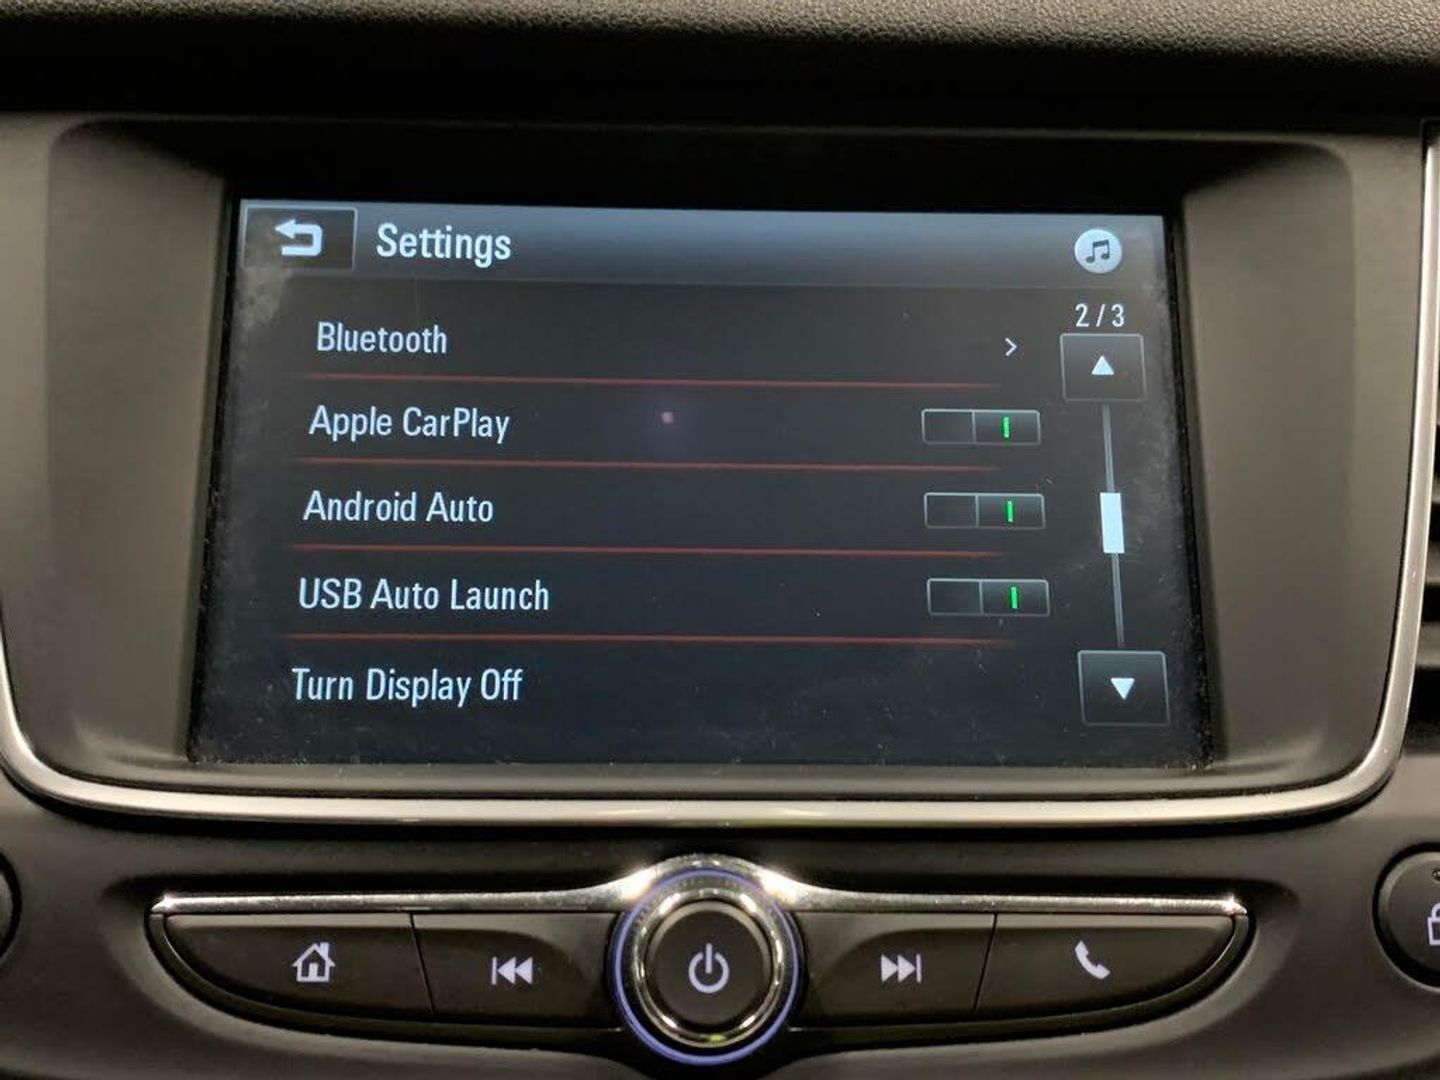 Settings
2/3
Bluetooth
Apple CarPlay
Android Auto
USB Auto Launch
Turn Display Off